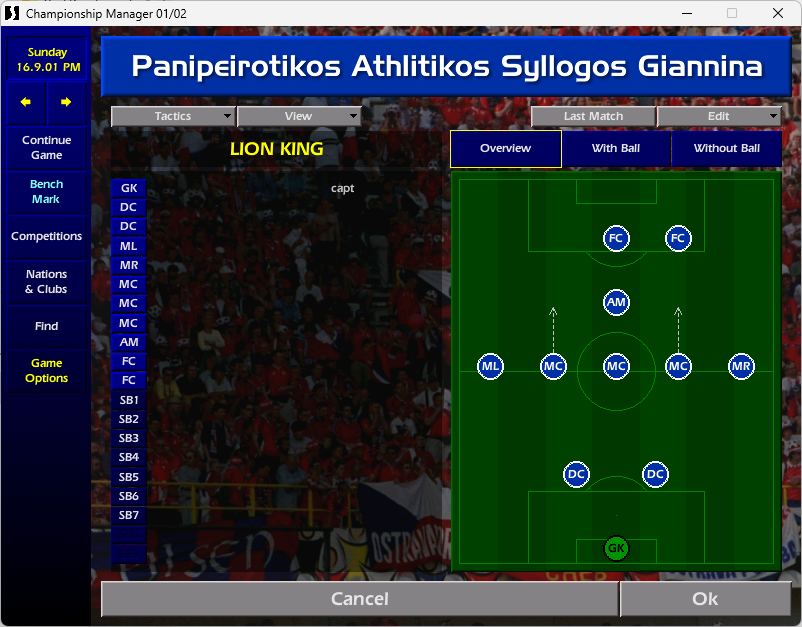 Championship Manager 01/02
Sunday
16.9.01 PM
Panipeirotikos Athlitikos Syllogos Giannina
Continue
Game
Bench
Mark
Competitions
Nations
& Clubs
Find
Game
Options
Tactics
View
Last Match
Edit
LION KING
Overview
With Ball
Without Ball
GK
capt
DC
DC
ML
MR
MC
MC
MC
AM
FC
FC
SB1
SB2
SB3
SB4
SB5
SB6
SB7
FC
FC
AM
ML
MC
MC
MC
MR
DC
DC
GK
Cancel
Ok